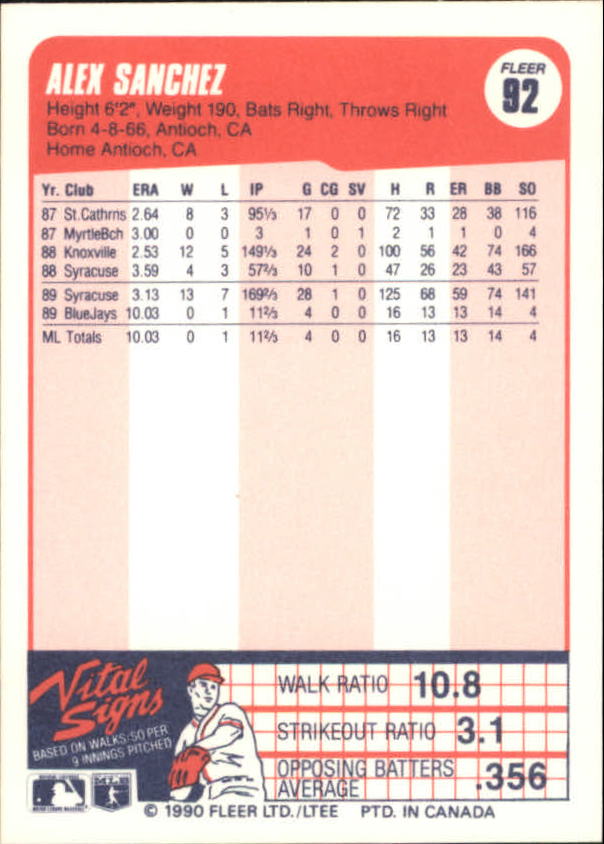 ALEX SANCHEZ
FLEER
92
Height 6'2", Weight 190, Bats Right, Throws Right
Born 4-8-66, Antioch, CA
Home Antioch, CA
Yr. Club ERA W L IP G CG SV H R ER BB SO
87 St.Cathrns 2.64 8 3 95⅓ 17 0 0 72 33 28 38 116
87 MyrtleBch 3.00 0 0 3 1 0 1 2 1 1 0 4
88 Knoxville 2.53 12 5 149⅓ 24 2 0 100 56 42 74 166
88 Syracuse 3.59 4 3 57⅔ 10 1 0 47 26 23 43 57
89 Syracuse 3.13 13 7 169⅔ 28 1 0 125 68 59 74 141
89 BlueJays 10.03 0 1 11⅔ 4 0 0 16 13 13 14 4
ML Totals 10.03 0 1 11⅔ 4 0 0 16 13 13 14 4
Vital
Signs
BASED ON WALKS/SO PER
9 INNINGS PITCHED
WALK RATIO 10.8
STRIKEOUT RATIO 3.1
OPPOSING BATTERS
AVERAGE .356
© 1990 FLEER LTD./LTEE PTD. IN CANADA